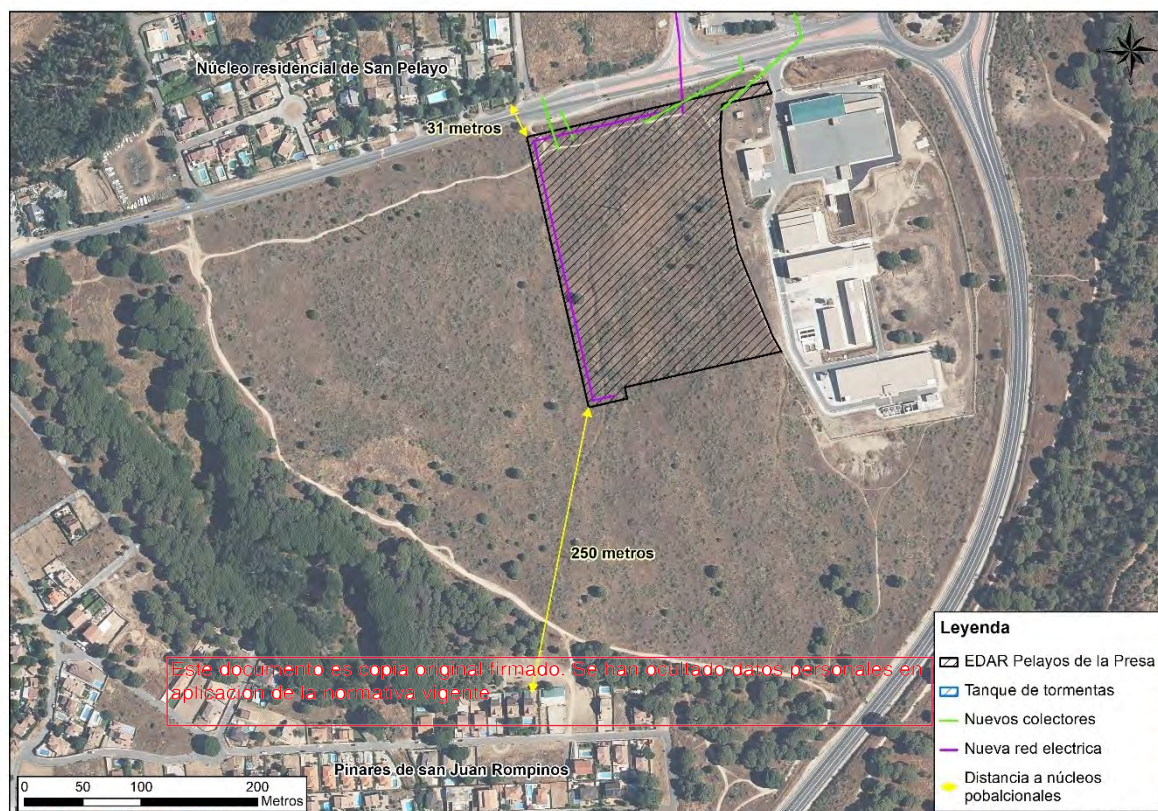 Núcleo residencial de San Pelayo
31 metros
250 metros
Leyenda
EDAR Pelayos de la Presa
Tanque de tormentas
Nuevos colectores
Nueva red electrica
Distancia a núcleos
pobalcionales
Este documento es copia original firmado. Se han ocultado datos personales en
aplicación de la normativa vigente
Pinares de san Juan Rompinos
0 50 100 200
Metros